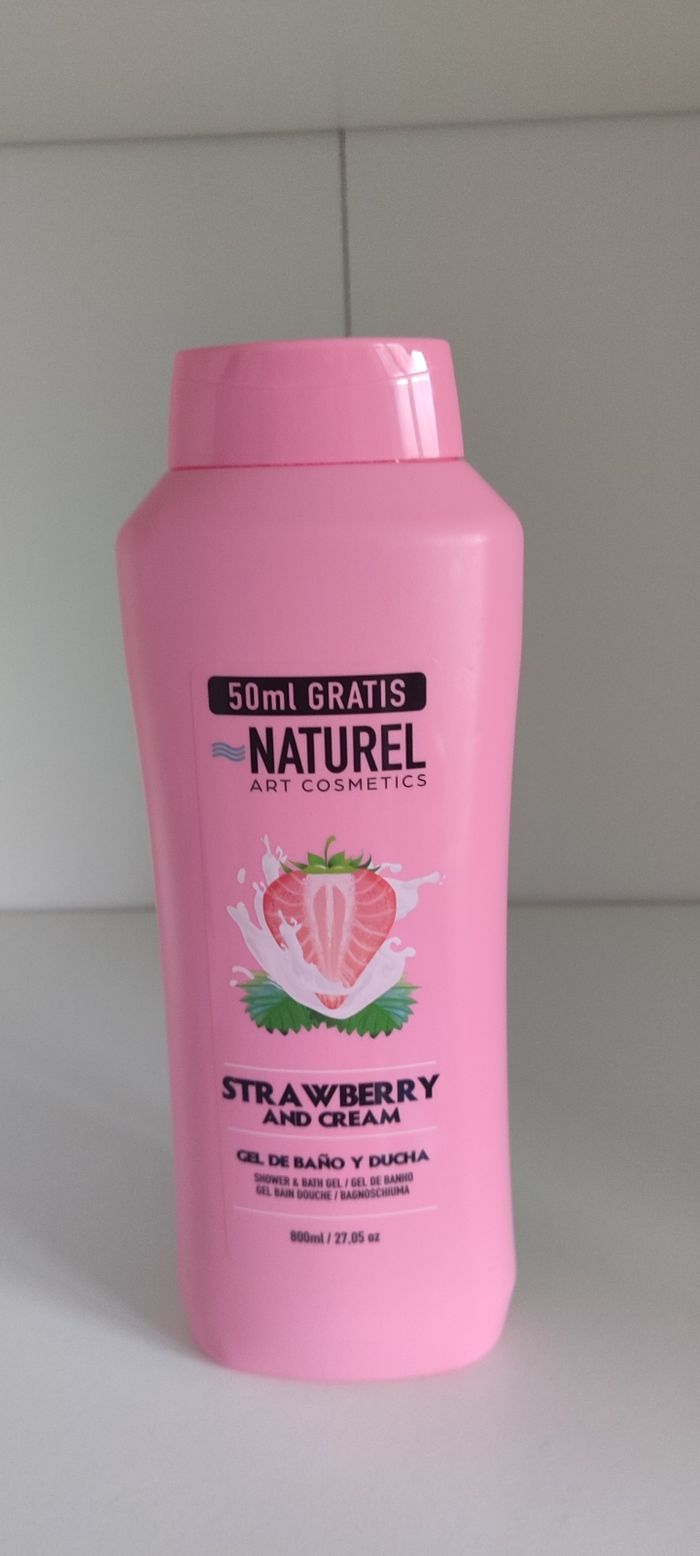 50ml GRATIS
NATUREL
ART COSMETICS
STRAWBERRY
AND CREAM
GEL DE BAÑO Y DUCHA
SHOWER & BATH GEL / GEL DE BANHO
GEL BAIN DOUCHE / BAGNOSCHIUMA
800ml / 27,05 oz